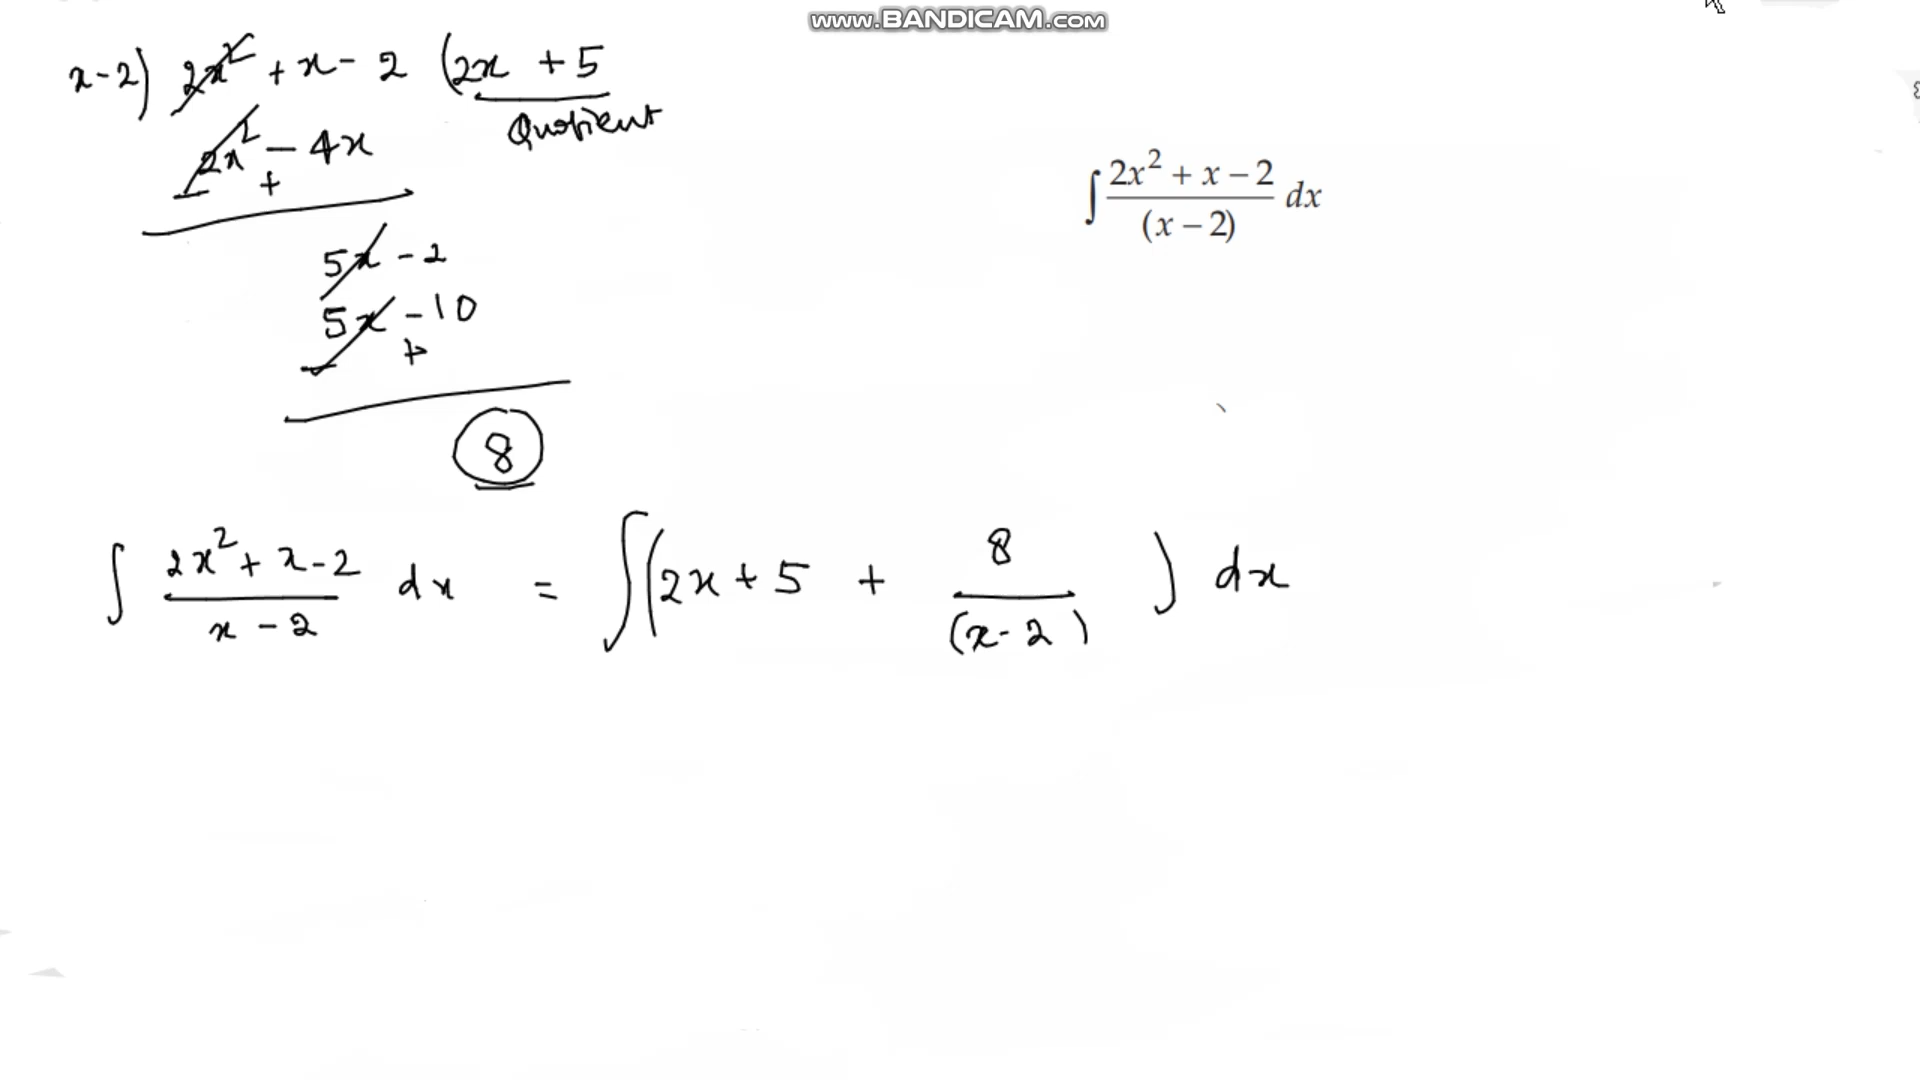 www.BANDICAM.com
x-2) 2x² + x - 2 (2x + 5
Quotient
2x² - 4x
- +
5x - 2
5x - 10
- +
8
∫ (2x² + x - 2)/(x - 2) dx
∫ (2x² + x - 2)/(x - 2) dx = ∫(2x + 5 + 8/(x - 2)) dx